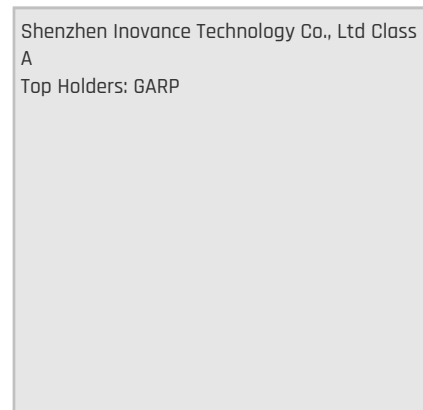 Shenzhen Inovance Technology Co., Ltd Class
A
Top Holders: GARP